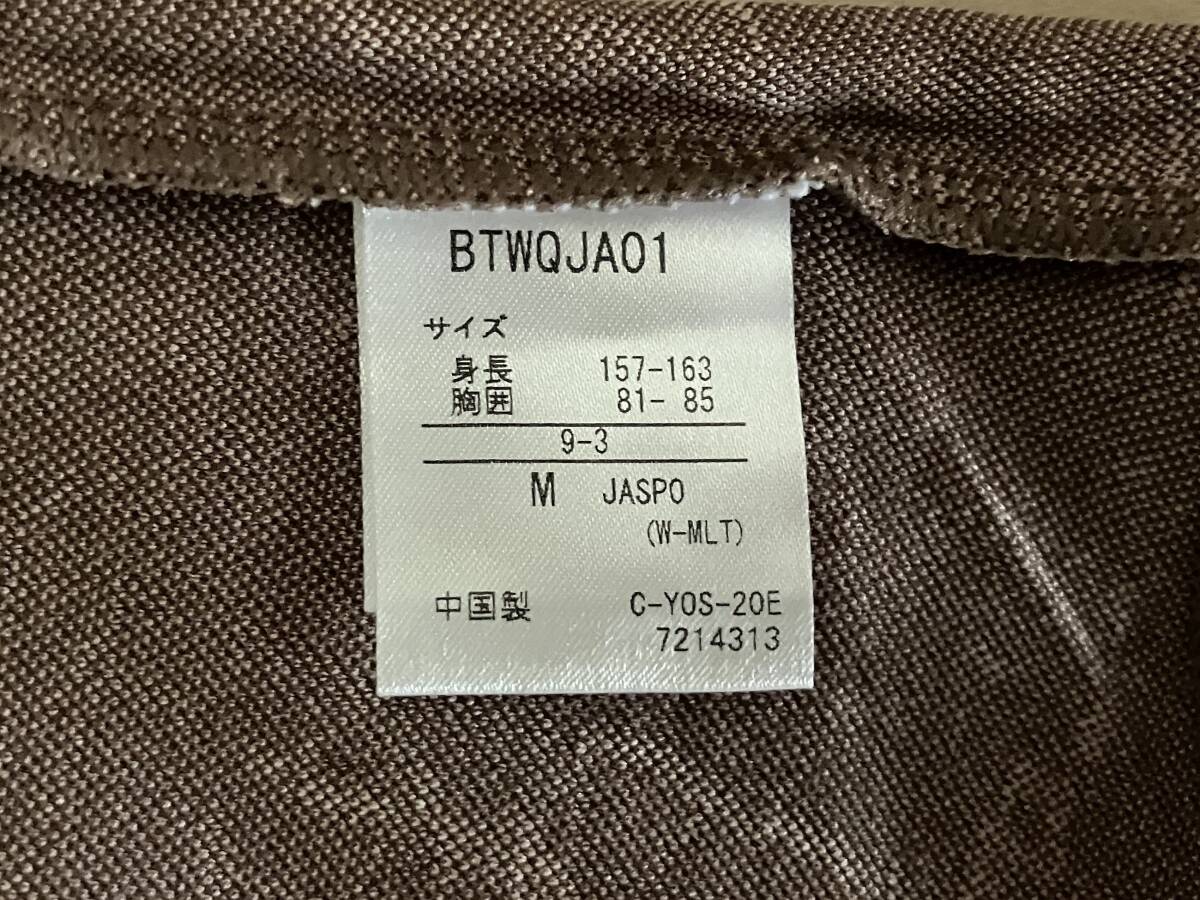 BTWQJA01
サイズ
身長 157-163
胸囲 81- 85
9-3
M JASPO
(W-MLT)
中国製 C-YOS-20E
7214313